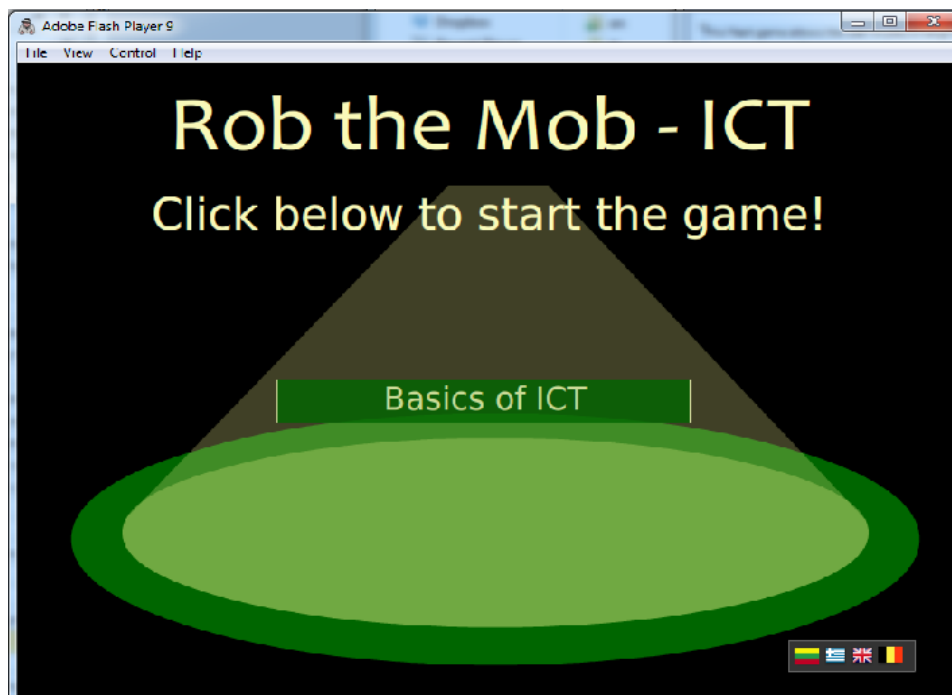 Adobe Flash Player 9
File View Control Help
Rob the Mob - ICT
Click below to start the game!
Basics of ICT